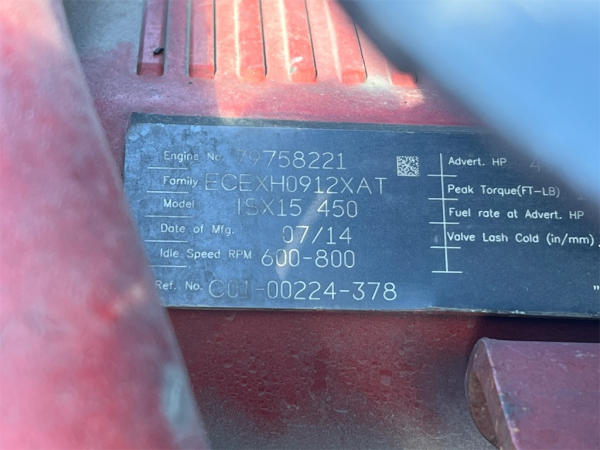 Engine No. 79758221
Family ECEXH0912XAT
Model ISX15 450
Date of Mfg. 07/14
Idle Speed RPM 600-800
Ref. No. C01-00224-378
Advert. HP 4
Peak Torque(FT-LB)
Fuel rate at Advert. HP
Valve Lash Cold (in/mm)